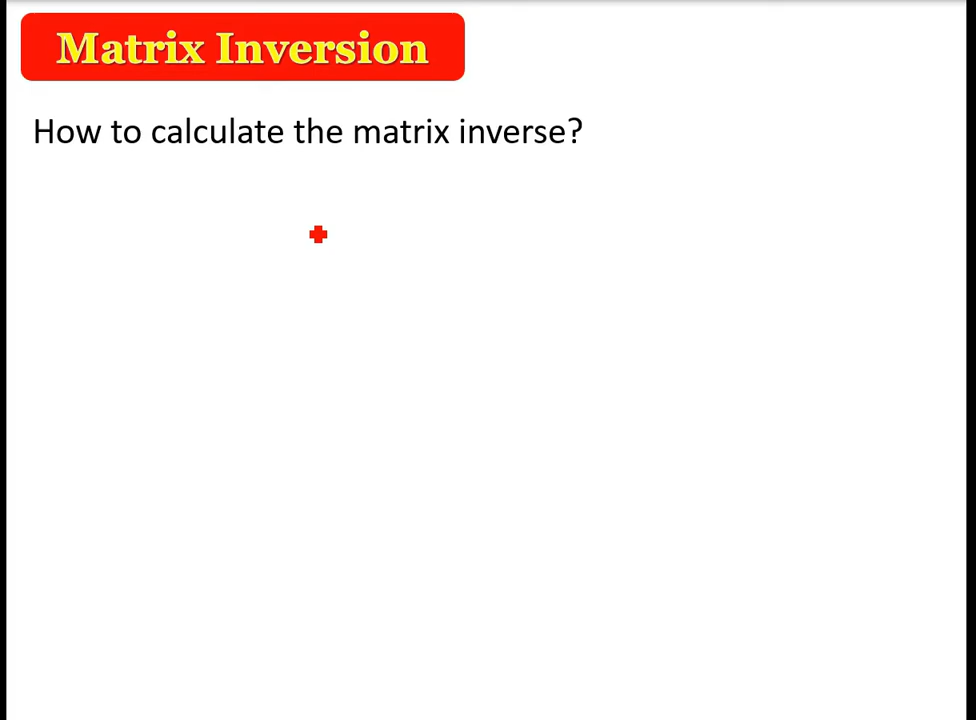 Matrix Inversion
How to calculate the matrix inverse?